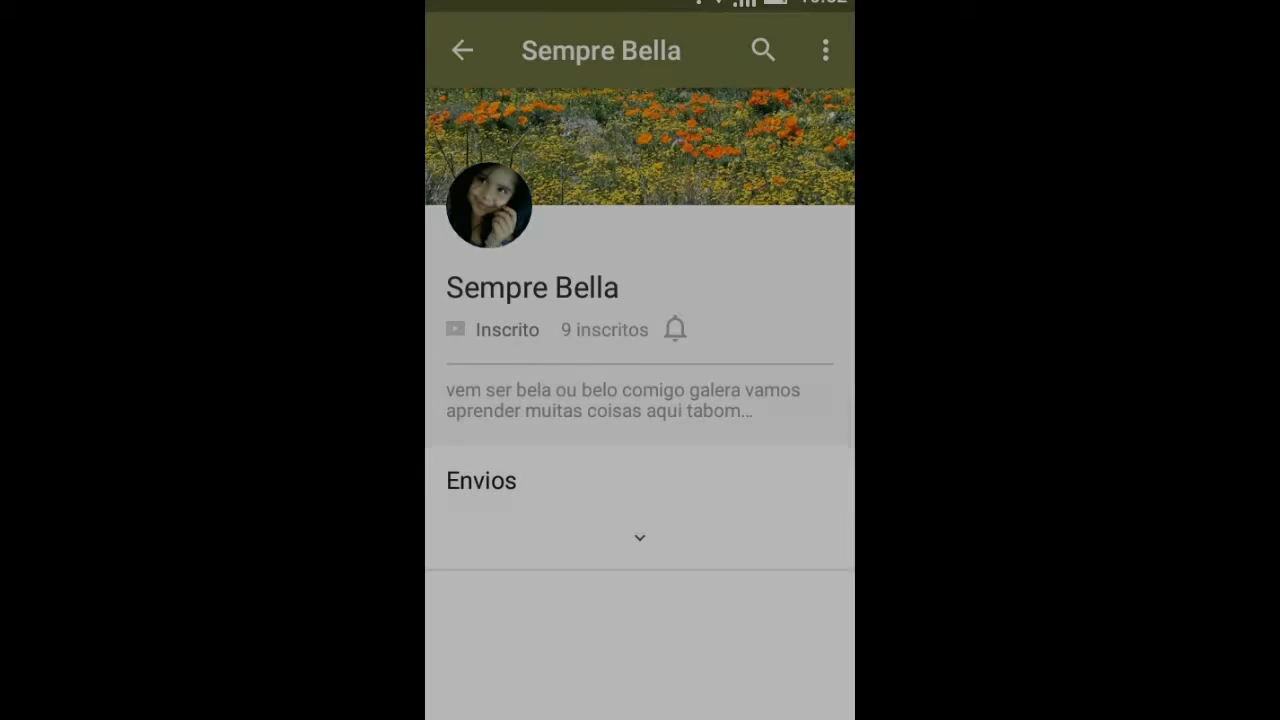 Sempre Bella
Sempre Bella
Inscrito 9 inscritos
vem ser bela ou belo comigo galera vamos
aprender muitas coisas aqui tabom...
Envios